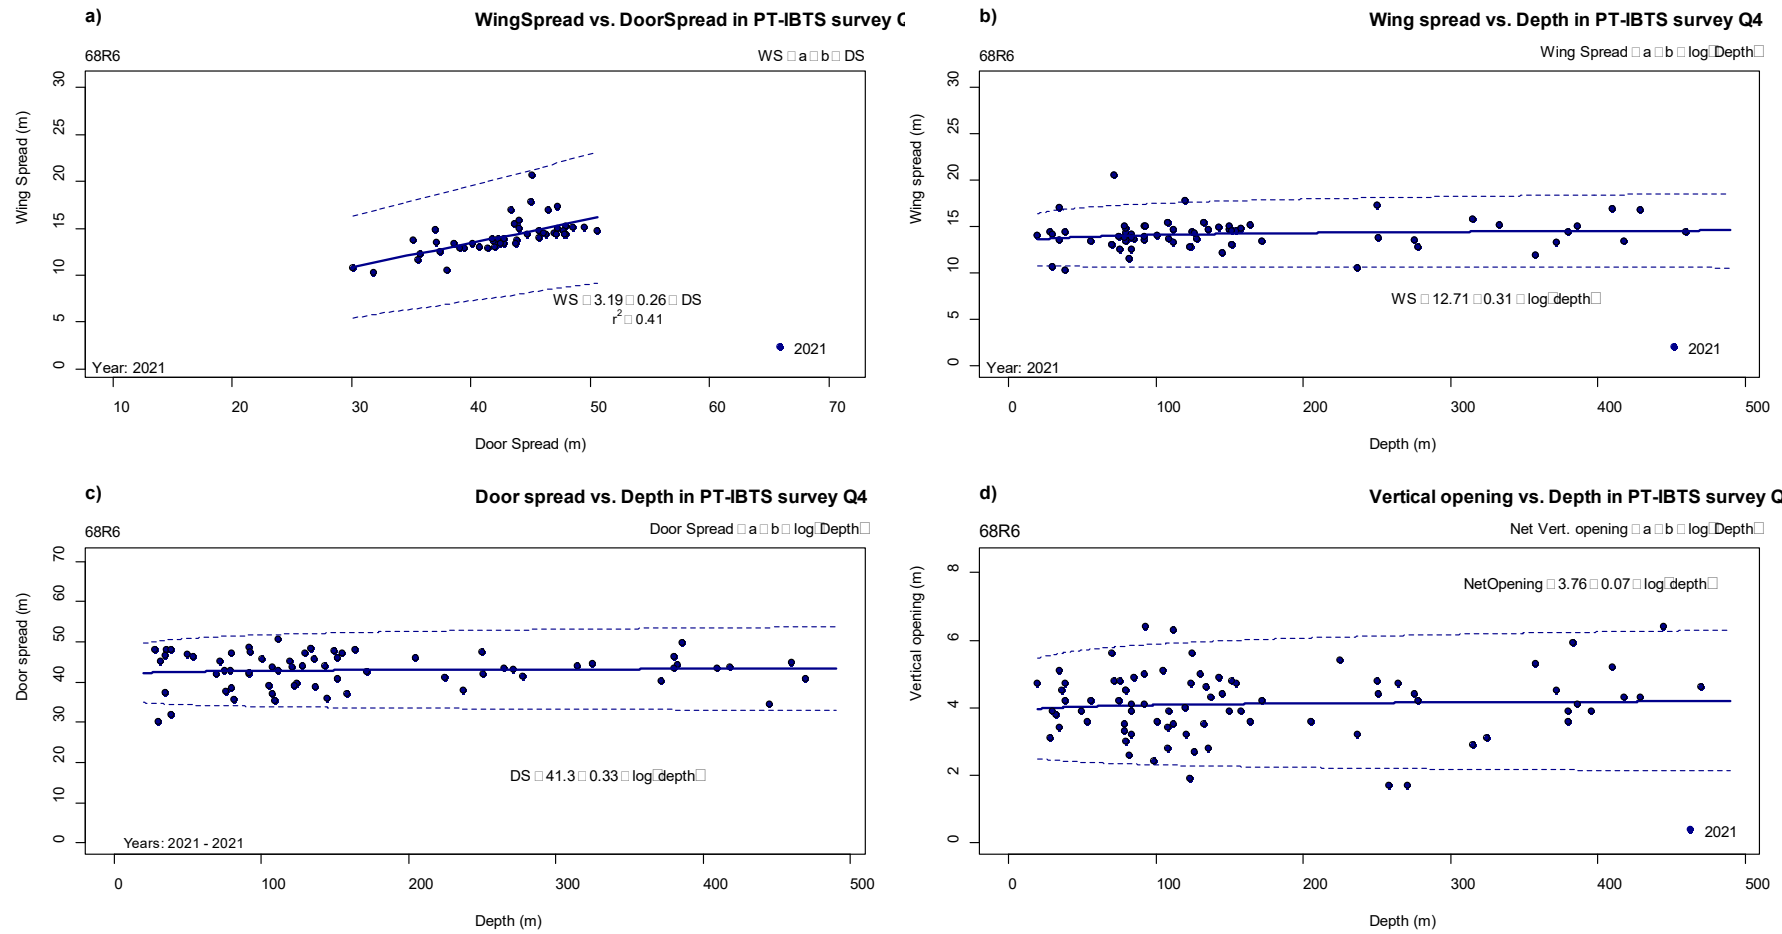 a)
WingSpread vs. DoorSpread in PT-IBTS survey Q
68R6
WS □ a □ b □ DS
Wing Spread (m)
30
25
20
15
10
5
0
WS □ 3.19 □ 0.26 □ DS
r² □ 0.41
2021
Year: 2021
10 20 30 40 50 60 70
Door Spread (m)
b)
Wing spread vs. Depth in PT-IBTS survey Q4
68R6
Wing Spread □ a □ b □ log□Depth□
Wing spread (m)
30
25
20
15
10
5
0
WS □ 12.71 □ 0.31 □ log□depth□
2021
Year: 2021
0 100 200 300 400 500
Depth (m)
c)
Door spread vs. Depth in PT-IBTS survey Q4
68R6
Door Spread □ a □ b □ log□Depth□
Door spread (m)
70
60
50
40
30
20
10
0
DS □ 41.3 □ 0.33 □ log□depth□
Years: 2021 - 2021
0 100 200 300 400 500
Depth (m)
d)
Vertical opening vs. Depth in PT-IBTS survey Q
68R6
Net Vert. opening □ a □ b □ log□Depth□
Vertical opening (m)
8
6
4
2
0
NetOpening □ 3.76 □ 0.07 □ log□depth□
2021
0 100 200 300 400 500
Depth (m)